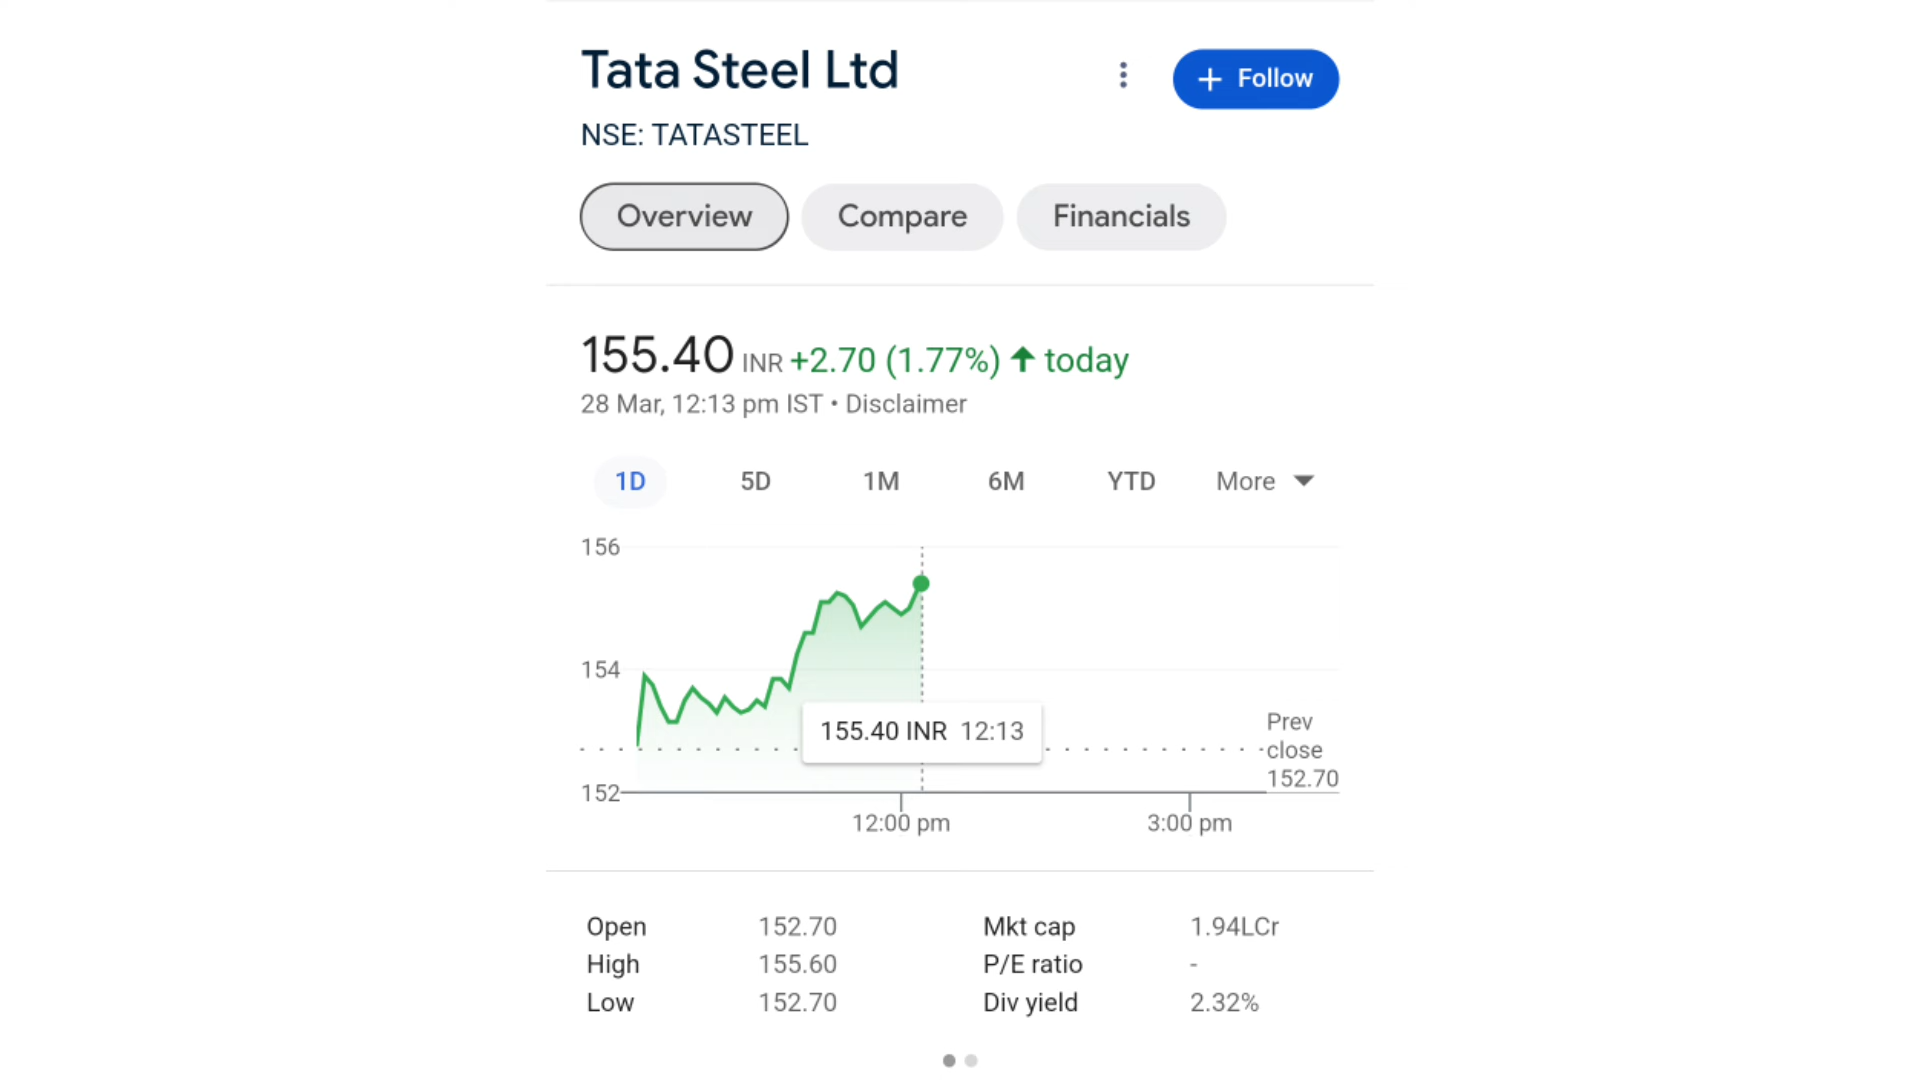 Tata Steel Ltd
+ Follow
NSE: TATASTEEL
Overview Compare Financials
155.40 INR +2.70 (1.77%) ↑ today
28 Mar, 12:13 pm IST • Disclaimer
1D 5D 1M 6M YTD More
156
154
155.40 INR 12:13
Prev
close
152.70
152
12:00 pm 3:00 pm
Open 152.70 Mkt cap 1.94LCr
High 155.60 P/E ratio -
Low 152.70 Div yield 2.32%